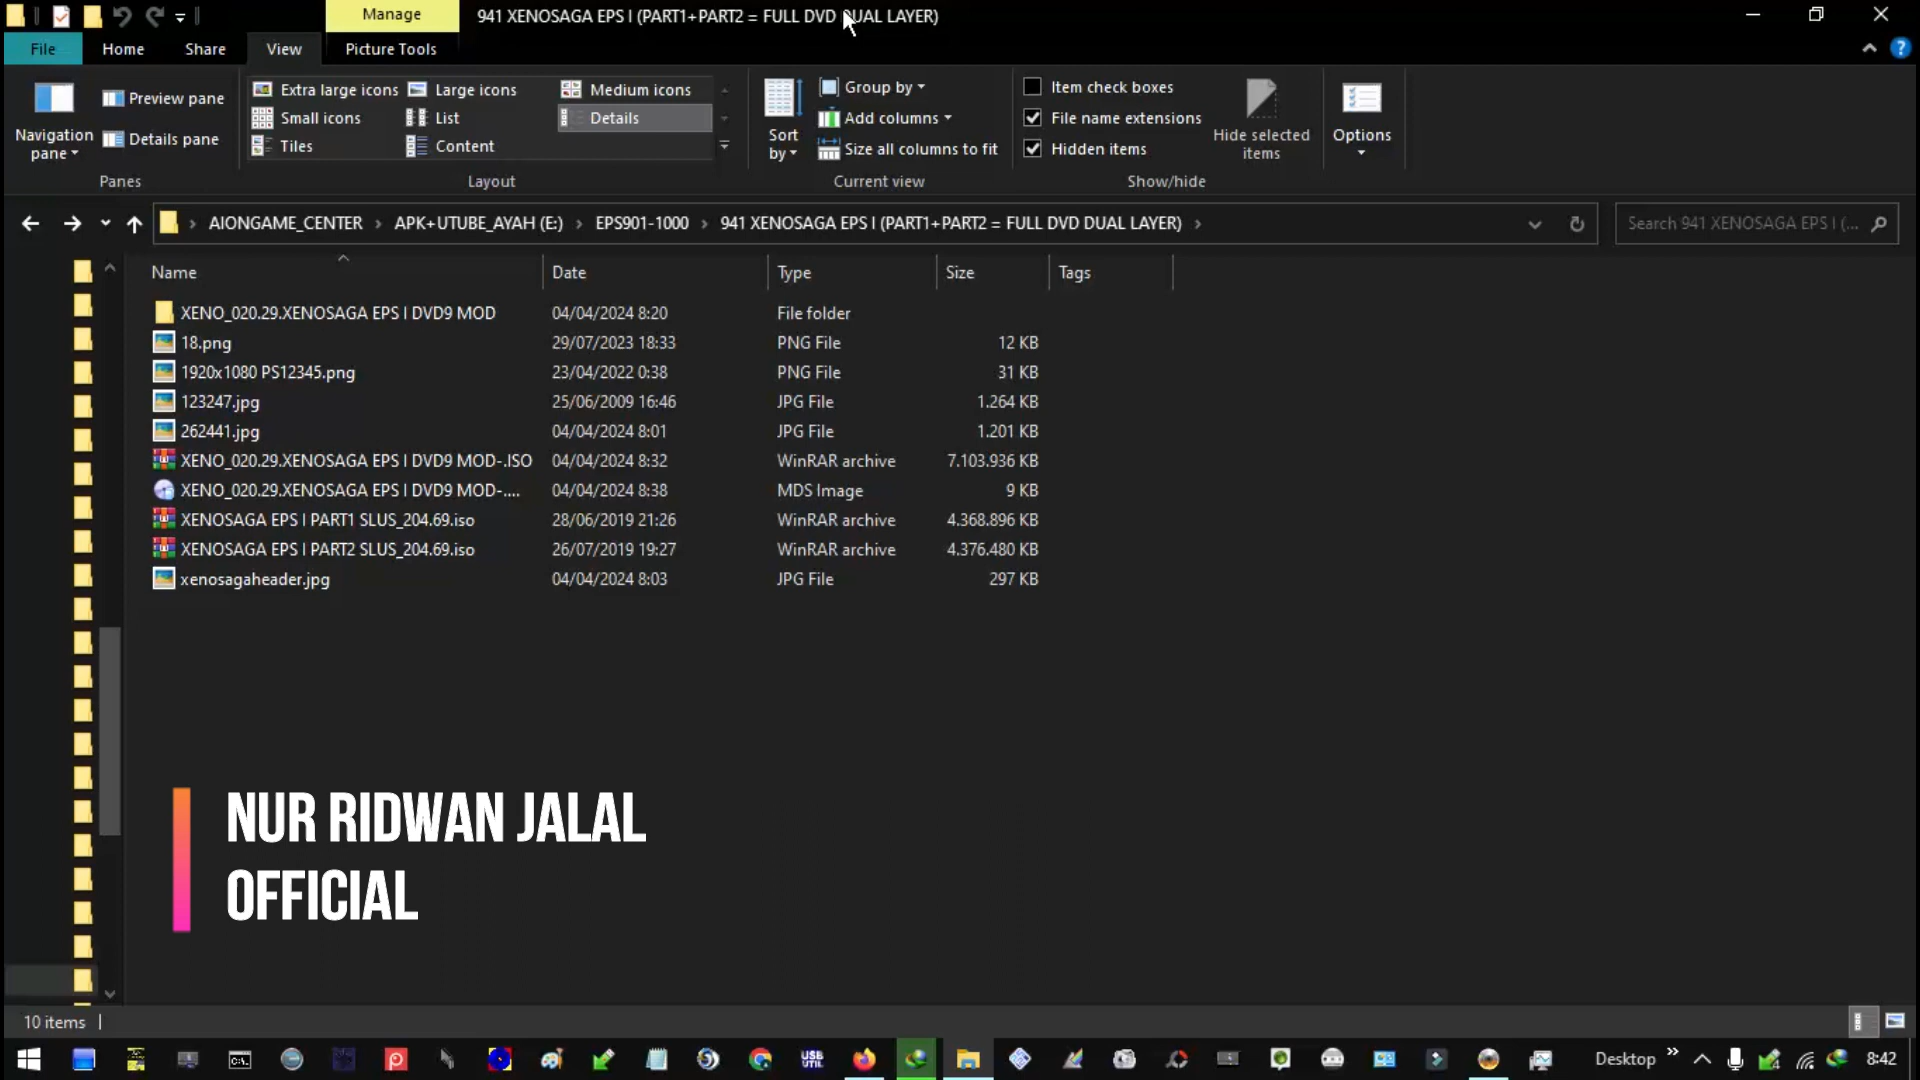 Manage
941 XENOSAGA EPS I (PART1+PART2 = FULL DVD DUAL LAYER)
File Home Share View Picture Tools
Navigation pane
Preview pane
Details pane
Panes
Extra large icons Large icons Medium icons
Small icons List Details
Tiles Content
Layout
Sort by
Group by
Add columns
Size all columns to fit
Current view
Item check boxes
File name extensions
Hidden items
Hide selected items
Show/hide
Options
AIONGAME_CENTER › APK+UTUBE_AYAH (E:) › EPS901-1000 › 941 XENOSAGA EPS I (PART1+PART2 = FULL DVD DUAL LAYER) ›
Search 941 XENOSAGA EPS I (...
Name Date Type Size Tags
XENO_020.29.XENOSAGA EPS I DVD9 MOD 04/04/2024 8:20 File folder
18.png 29/07/2023 18:33 PNG File 12 KB
1920x1080 PS12345.png 23/04/2022 0:38 PNG File 31 KB
123247.jpg 25/06/2009 16:46 JPG File 1.264 KB
262441.jpg 04/04/2024 8:01 JPG File 1.201 KB
XENO_020.29.XENOSAGA EPS I DVD9 MOD-.ISO 04/04/2024 8:32 WinRAR archive 7.103.936 KB
XENO_020.29.XENOSAGA EPS I DVD9 MOD-.... 04/04/2024 8:38 MDS Image 9 KB
XENOSAGA EPS I PART1 SLUS_204.69.iso 28/06/2019 21:26 WinRAR archive 4.368.896 KB
XENOSAGA EPS I PART2 SLUS_204.69.iso 26/07/2019 19:27 WinRAR archive 4.376.480 KB
xenosagaheader.jpg 04/04/2024 8:03 JPG File 297 KB
NUR RIDWAN JALAL
OFFICIAL
10 items
USB UTIL
Desktop
8:42